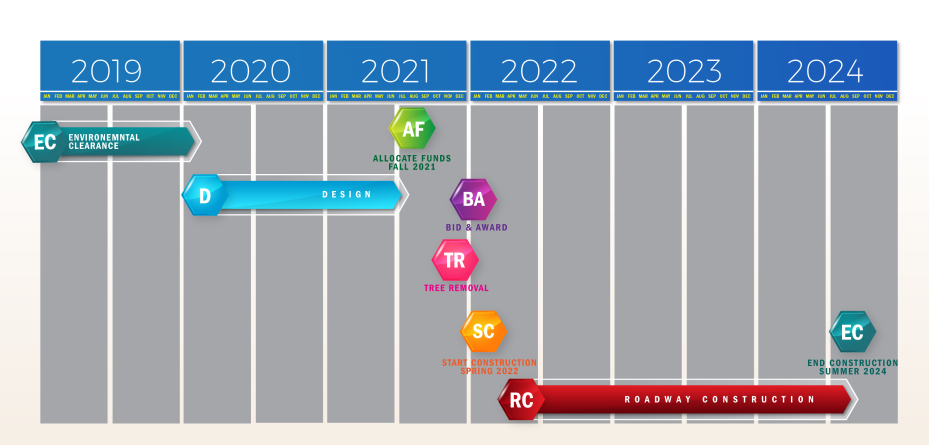 2019 2020 2021 2022 2023 2024
JAN FEB MAR APR MAY JUN JUL AUG SEP OCT NOV DEC JAN FEB MAR APR MAY JUN JUL AUG SEP OCT NOV DEC JAN FEB MAR APR MAY JUN JUL AUG SEP OCT NOV DEC JAN FEB MAR APR MAY JUN JUL AUG SEP OCT NOV DEC JAN FEB MAR APR MAY JUN JUL AUG SEP OCT NOV DEC JAN FEB MAR APR MAY JUN JUL AUG SEP OCT NOV DEC
EC
ENVIRONEMNTAL
CLEARANCE
AF
ALLOCATE FUNDS
FALL 2021
D
DESIGN
BA
BID & AWARD
TR
TREE REMOVAL
SC
START CONSTRUCTION
SPRING 2022
EC
END CONSTRUCTION
SUMMER 2024
RC
ROADWAY CONSTRUCTION